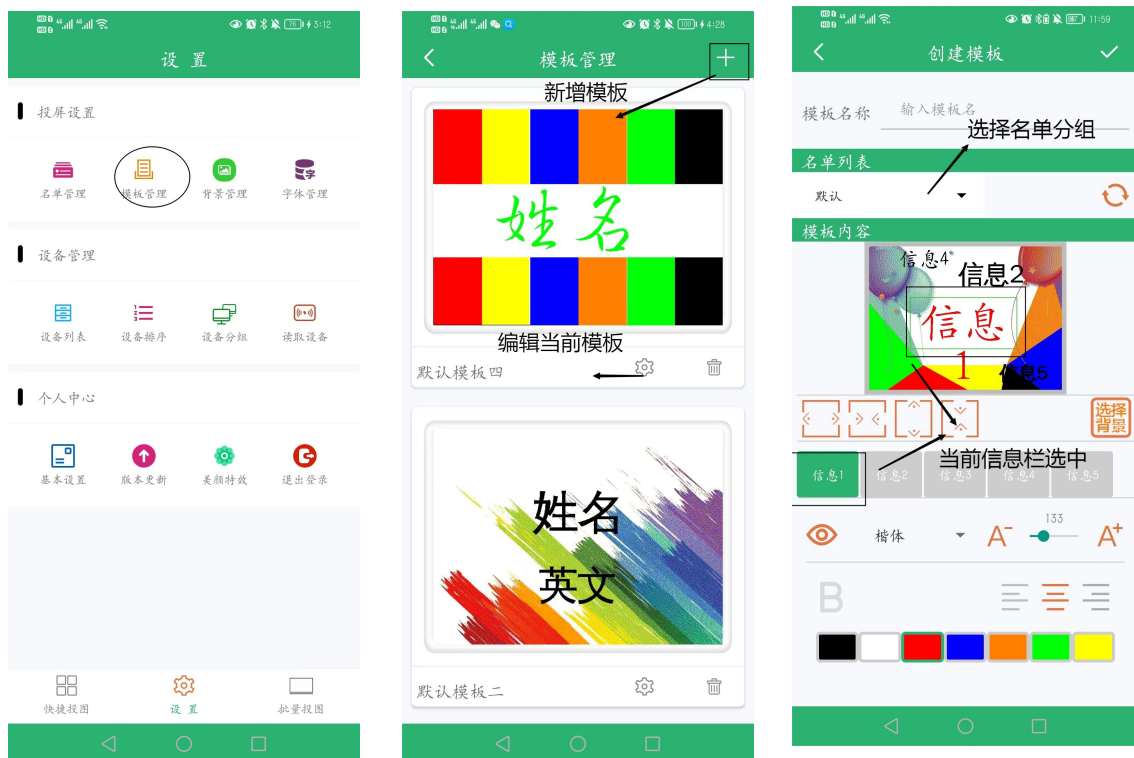 3:12
设 置
投屏设置
名单管理 模板管理 背景管理 字体管理
设备管理
设备列表 设备排序 设备分组 读取设备
个人中心
基本设置 版本更新 美颜特效 退出登录
快捷投图 设 置 批量投图
100 4:28
模板管理
新增模板
姓名
编辑当前模板
默认模板四
姓名
英文
默认模板二
11:59
创建模板
模板名称 输入模板名
选择名单分组
名单列表
默认
模板内容
信息4
信息2
信息
1
信息5
选择
背景
当前信息栏选中
信息1 信息2 信息3 信息4 信息5
楷体 A⁻ 133 A⁺
B